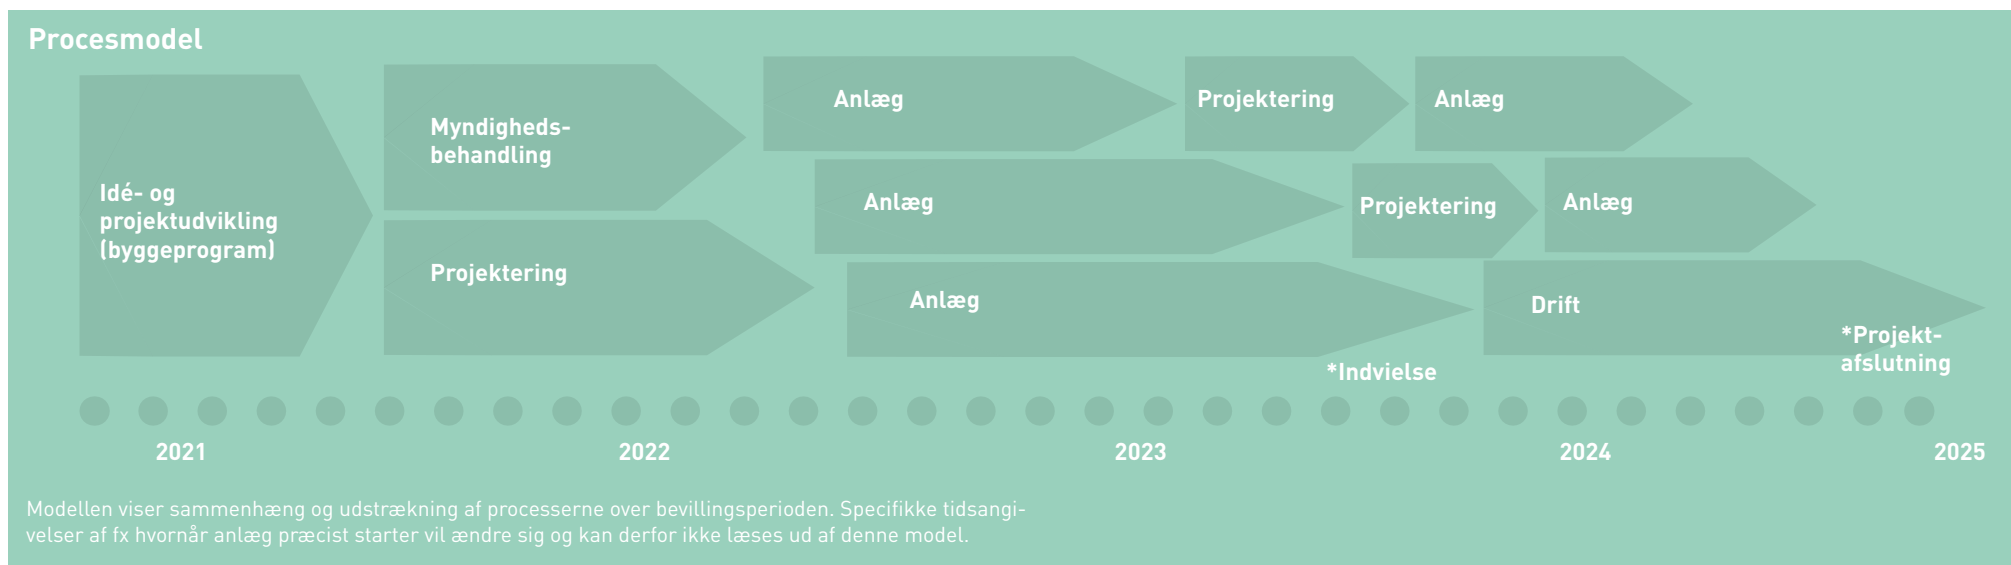 Procesmodel
Idé- og
projektudvikling
(byggeprogram)
Myndigheds-
behandling
Projektering
Anlæg
Projektering
Anlæg
Anlæg
Projektering
Anlæg
Anlæg
Drift
*Indvielse
*Projekt-
afslutning
2021
2022
2023
2024
2025
Modellen viser sammenhæng og udstrækning af processerne over bevillingsperioden. Specifikke tidsangi-
velser af fx hvornår anlæg præcist starter vil ændre sig og kan derfor ikke læses ud af denne model.